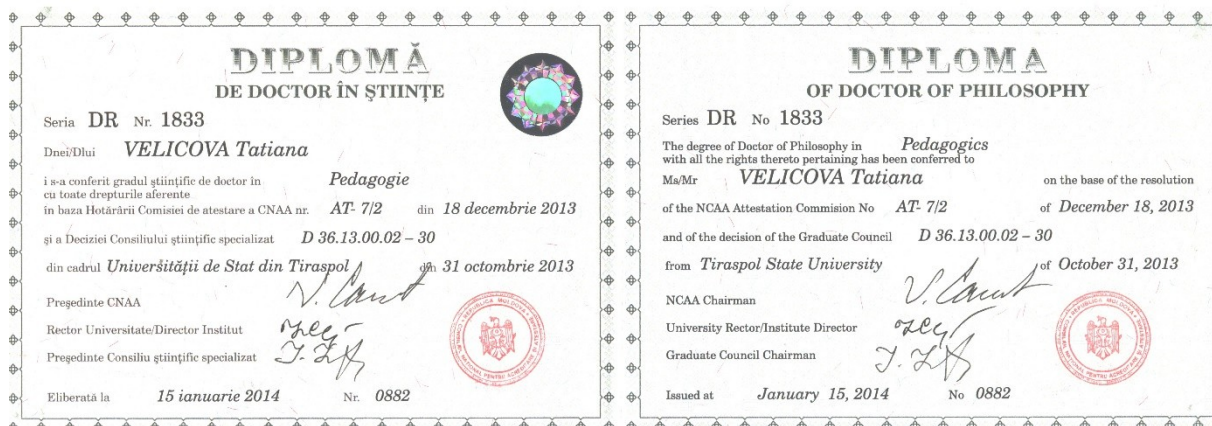 DIPLOMĂ
DE DOCTOR ÎN ŞTIINŢE
Seria DR Nr. 1833
Dnei/Dlui VELICOVA Tatiana
i s-a conferit gradul ştiinţific de doctor în Pedagogie
cu toate drepturile aferente
în baza Hotărârii Comisiei de atestare a CNAA nr. AT- 7/2 din 18 decembrie 2013
şi a Deciziei Consiliului ştiinţific specializat D 36.13.00.02 – 30
din cadrul Universităţii de Stat din Tiraspol din 31 octombrie 2013
Preşedinte CNAA
Rector Universitate/Director Institut
Preşedinte Consiliu ştiinţific specializat
Eliberată la 15 ianuarie 2014 Nr. 0882
DIPLOMA
OF DOCTOR OF PHILOSOPHY
Series DR No 1833
The degree of Doctor of Philosophy in Pedagogics
with all the rights thereto pertaining has been conferred to
Ms/Mr VELICOVA Tatiana on the base of the resolution
of the NCAA Attestation Commision No AT- 7/2 of December 18, 2013
and of the decision of the Graduate Council D 36.13.00.02 – 30
from Tiraspol State University of October 31, 2013
NCAA Chairman
University Rector/Institute Director
Graduate Council Chairman
Issued at January 15, 2014 No 0882